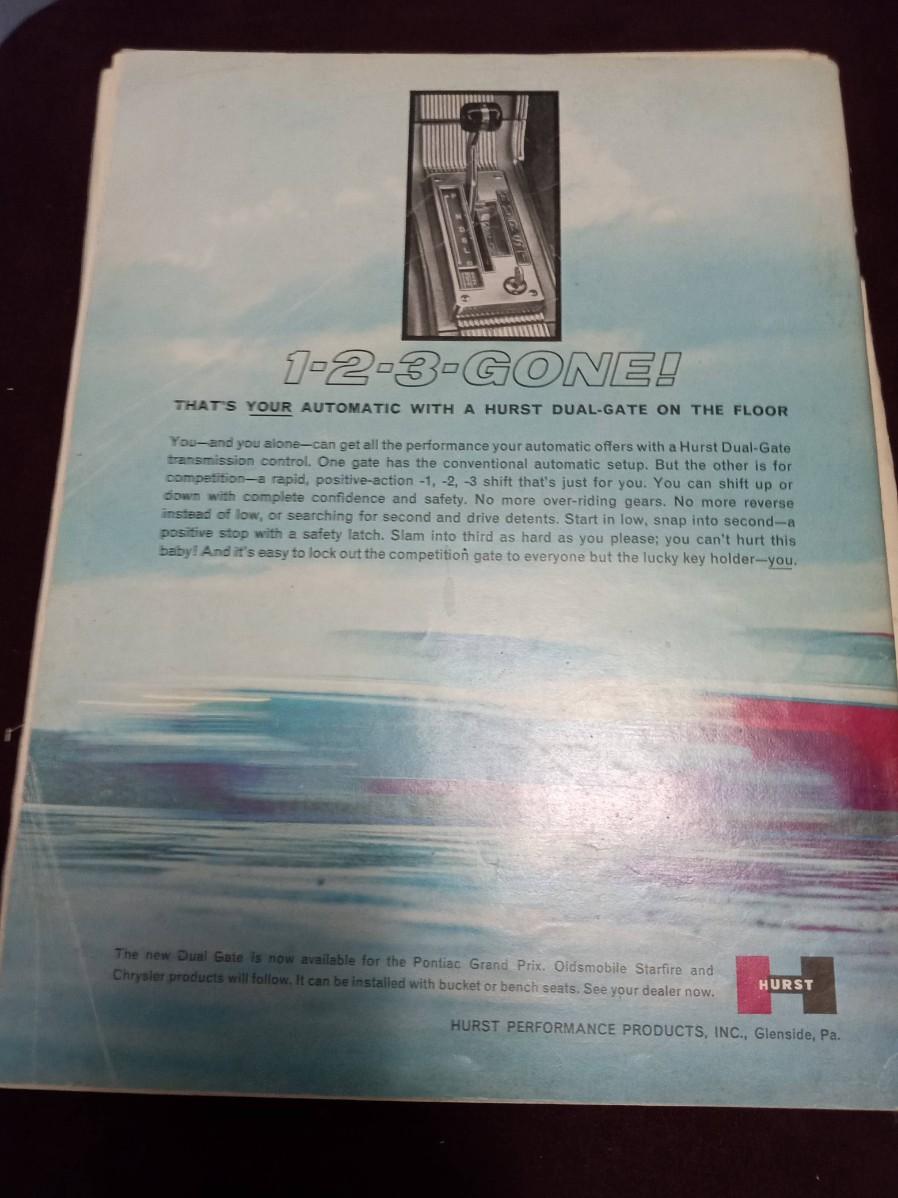 1-2-3-GONE!
THAT'S YOUR AUTOMATIC WITH A HURST DUAL-GATE ON THE FLOOR
You—and you alone—can get all the performance your automatic offers with a Hurst Dual-Gate
transmission control. One gate has the conventional automatic setup. But the other is for
competition—a rapid, positive-action -1, -2, -3 shift that's just for you. You can shift up or
down with complete confidence and safety. No more over-riding gears. No more reverse
instead of low, or searching for second and drive detents. Start in low, snap into second—a
positive stop with a safety latch. Slam into third as hard as you please; you can't hurt this
baby! And it's easy to lock out the competition gate to everyone but the lucky key holder—you.
The new Dual Gate is now available for the Pontiac Grand Prix. Oldsmobile Starfire and
Chrysler products will follow. It can be installed with bucket or bench seats. See your dealer now.
HURST
HURST PERFORMANCE PRODUCTS, INC., Glenside, Pa.